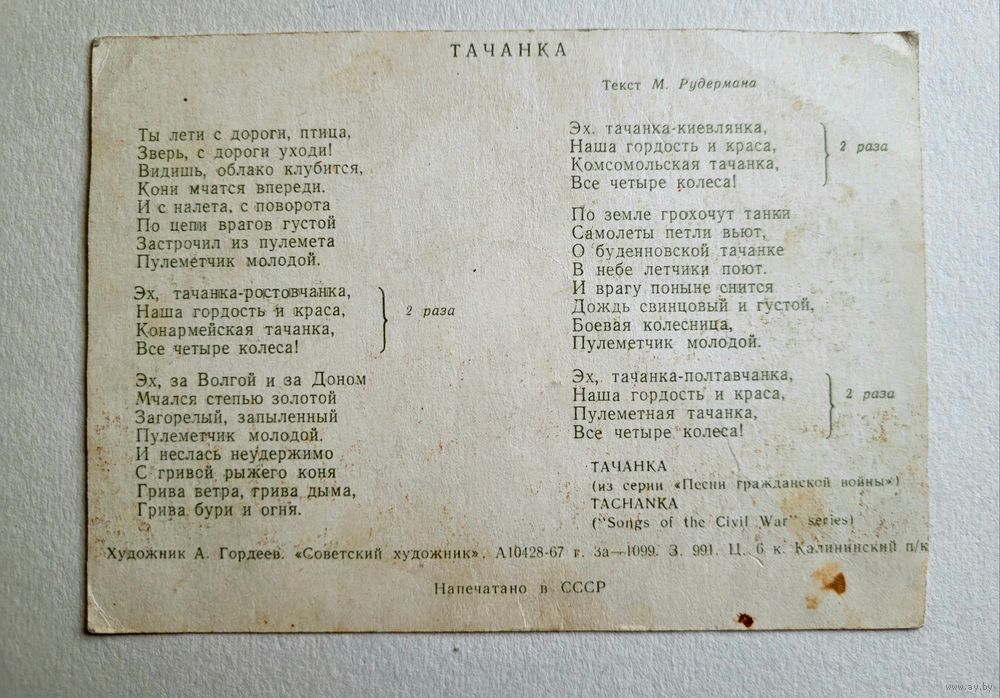 ТАЧАНКА
Текст М. Рудермана
Ты лети с дороги, птица,
Зверь, с дороги уходи!
Видишь, облако клубится,
Кони мчатся впереди.
И с налета, с поворота
По цепи врагов густой
Застрочил из пулемета
Пулеметчик молодой.
Эх, тачанка-ростовчанка,
Наша гордость и краса,
Конармейская тачанка,
Все четыре колеса!
2 раза
Эх, за Волгой и за Доном
Мчался степью золотой
Загорелый, запыленный
Пулеметчик молодой.
И неслась неудержимо
С гривой рыжего коня
Грива ветра, грива дыма,
Грива бури и огня.
Эх, тачанка-киевлянка,
Наша гордость и краса,
Комсомольская тачанка,
Все четыре колеса!
2 раза
По земле грохочут танки
Самолеты петли вьют,
О буденновской тачанке
В небе летчики поют.
И врагу поныне снится
Дождь свинцовый и густой,
Боевая колесница,
Пулеметчик молодой.
Эх, тачанка-полтавчанка,
Наша гордость и краса,
Пулеметная тачанка,
Все четыре колеса!
2 раза
ТАЧАНКА
(из серии «Песни гражданской войны»)
TACHANKA
("Songs of the Civil War" series)
Художник А. Гордеев. «Советский художник». А10428-67 г. За—1099. З. 991. Ц. 6 к. Калининский п/к
Напечатано в СССР
www.ay.by